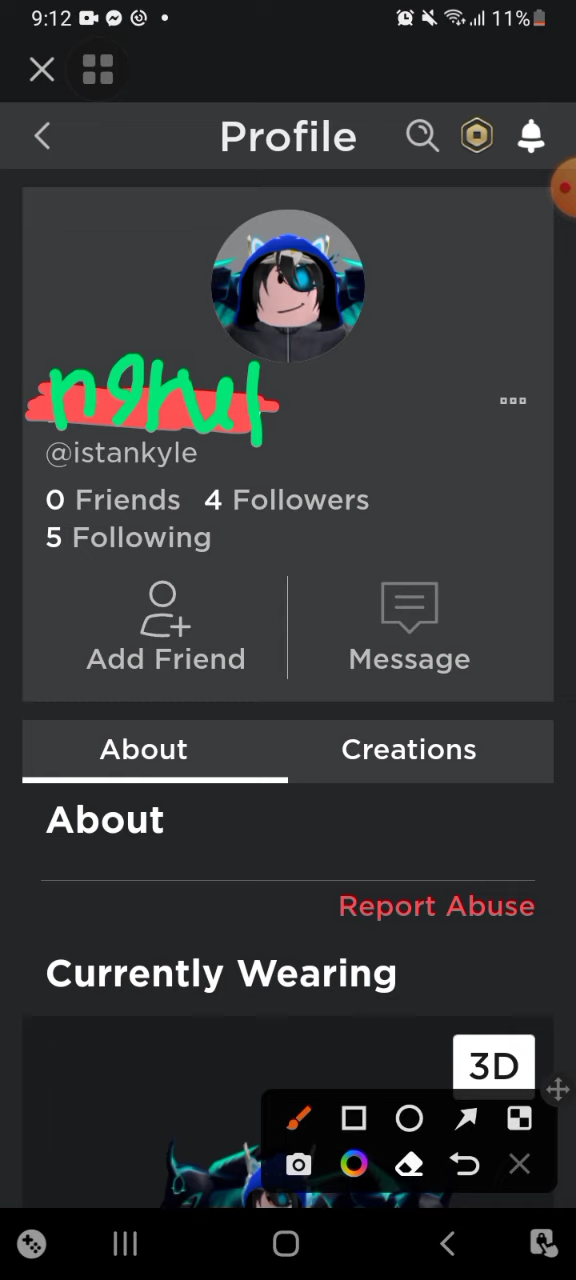 9:12
11%
Profile
@istankyle
0 Friends 4 Followers
5 Following
Add Friend
Message
About
Creations
About
Report Abuse
Currently Wearing
3D